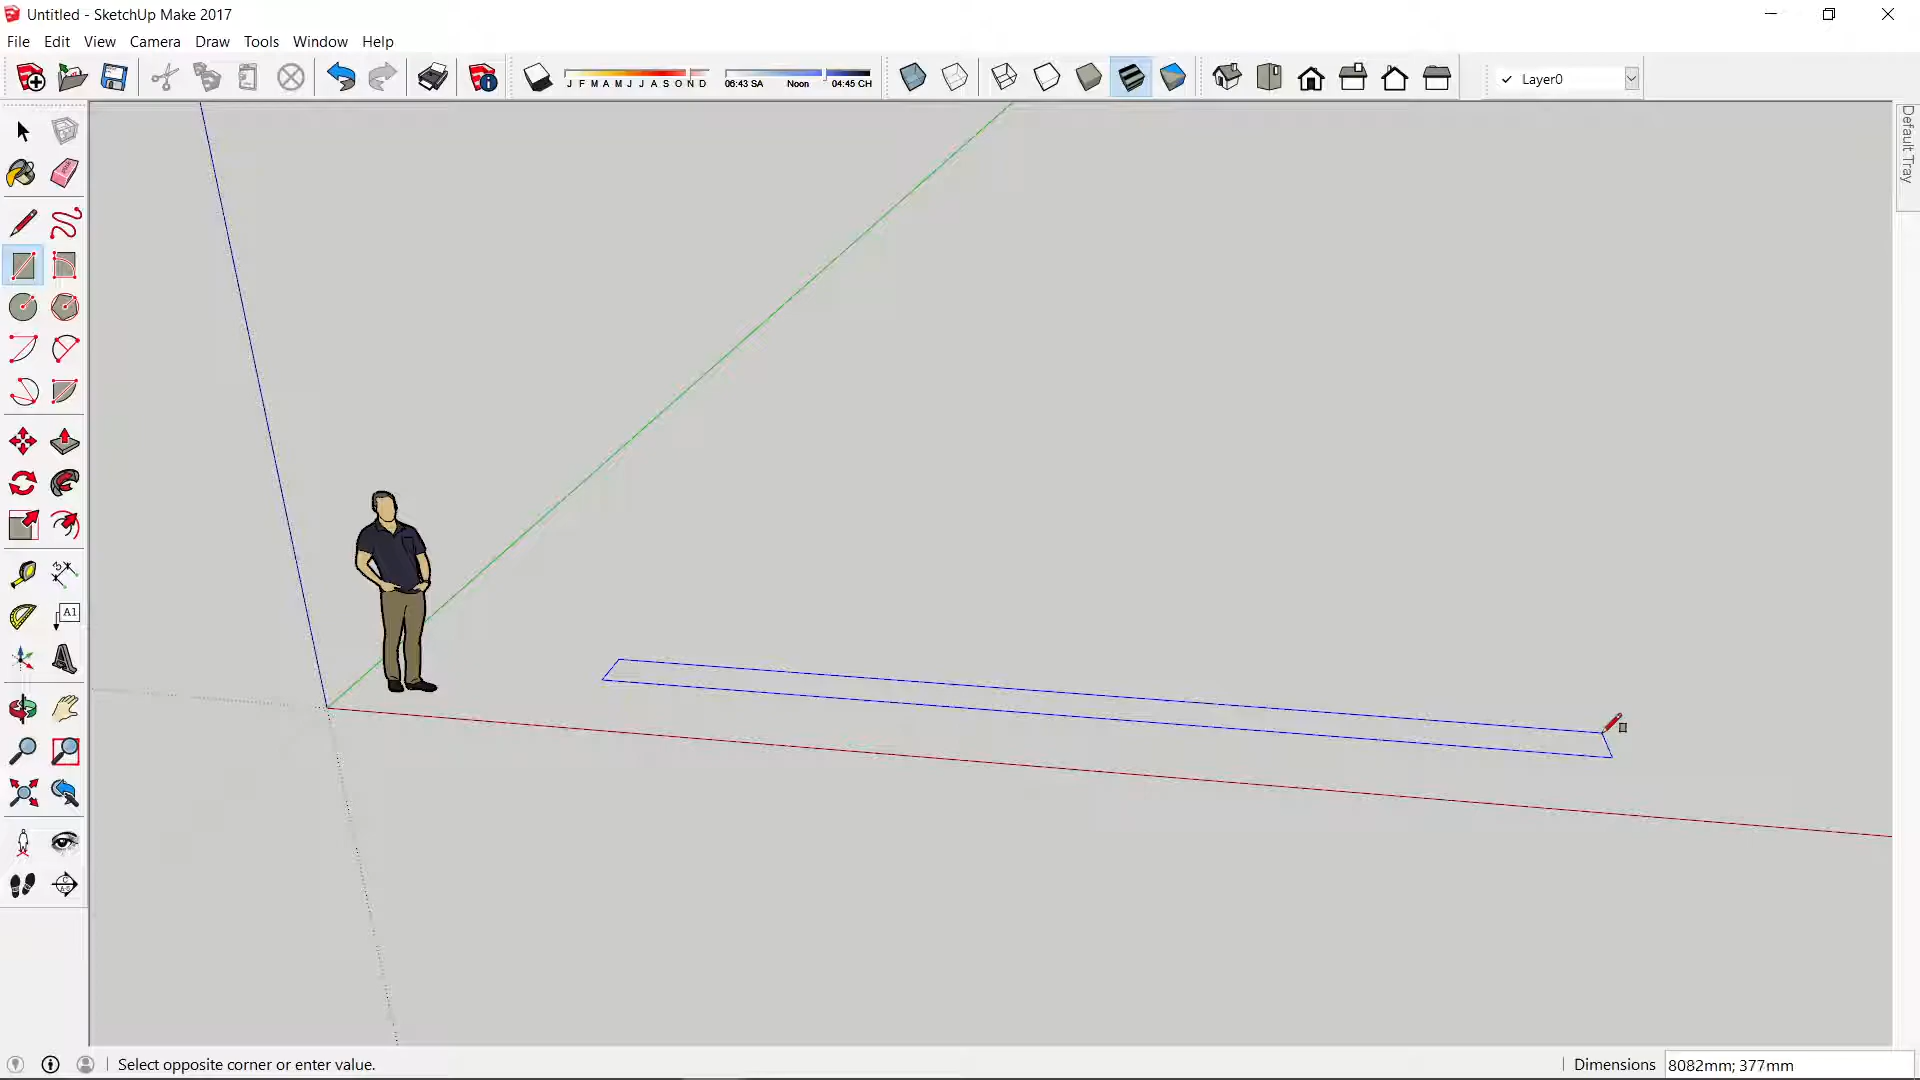 Untitled - SketchUp Make 2017
File Edit View Camera Draw Tools Window Help
J F M A M J J A S O N D 06:43 SA Noon 04:45 CH
Layer0
Default Tray
A1
Select opposite corner or enter value.
Dimensions 8082mm; 377mm